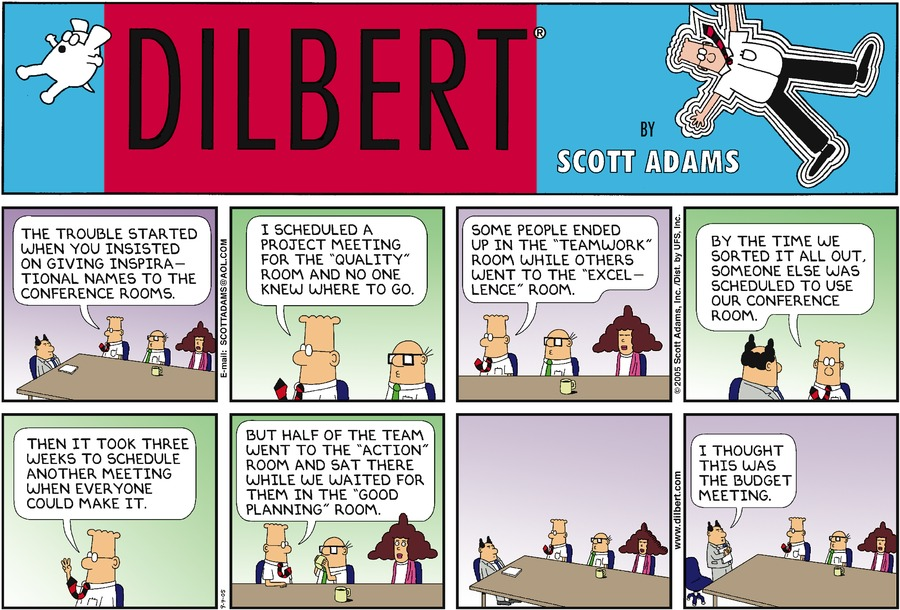 DILBERT®
BY
SCOTT ADAMS
THE TROUBLE STARTED
WHEN YOU INSISTED
ON GIVING INSPIRA-
TIONAL NAMES TO THE
CONFERENCE ROOMS.
E-mail: SCOTTADAMS@AOL.COM
I SCHEDULED A
PROJECT MEETING
FOR THE "QUALITY"
ROOM AND NO ONE
KNEW WHERE TO GO.
SOME PEOPLE ENDED
UP IN THE "TEAMWORK"
ROOM WHILE OTHERS
WENT TO THE "EXCEL-
LENCE" ROOM.
© 2005 Scott Adams, Inc. /Dist. by UFS, Inc.
BY THE TIME WE
SORTED IT ALL OUT,
SOMEONE ELSE WAS
SCHEDULED TO USE
OUR CONFERENCE
ROOM.
THEN IT TOOK THREE
WEEKS TO SCHEDULE
ANOTHER MEETING
WHEN EVERYONE
COULD MAKE IT.
9-4-05
BUT HALF OF THE TEAM
WENT TO THE "ACTION"
ROOM AND SAT THERE
WHILE WE WAITED FOR
THEM IN THE "GOOD
PLANNING" ROOM.
www.dilbert.com
I THOUGHT
THIS WAS
THE BUDGET
MEETING.